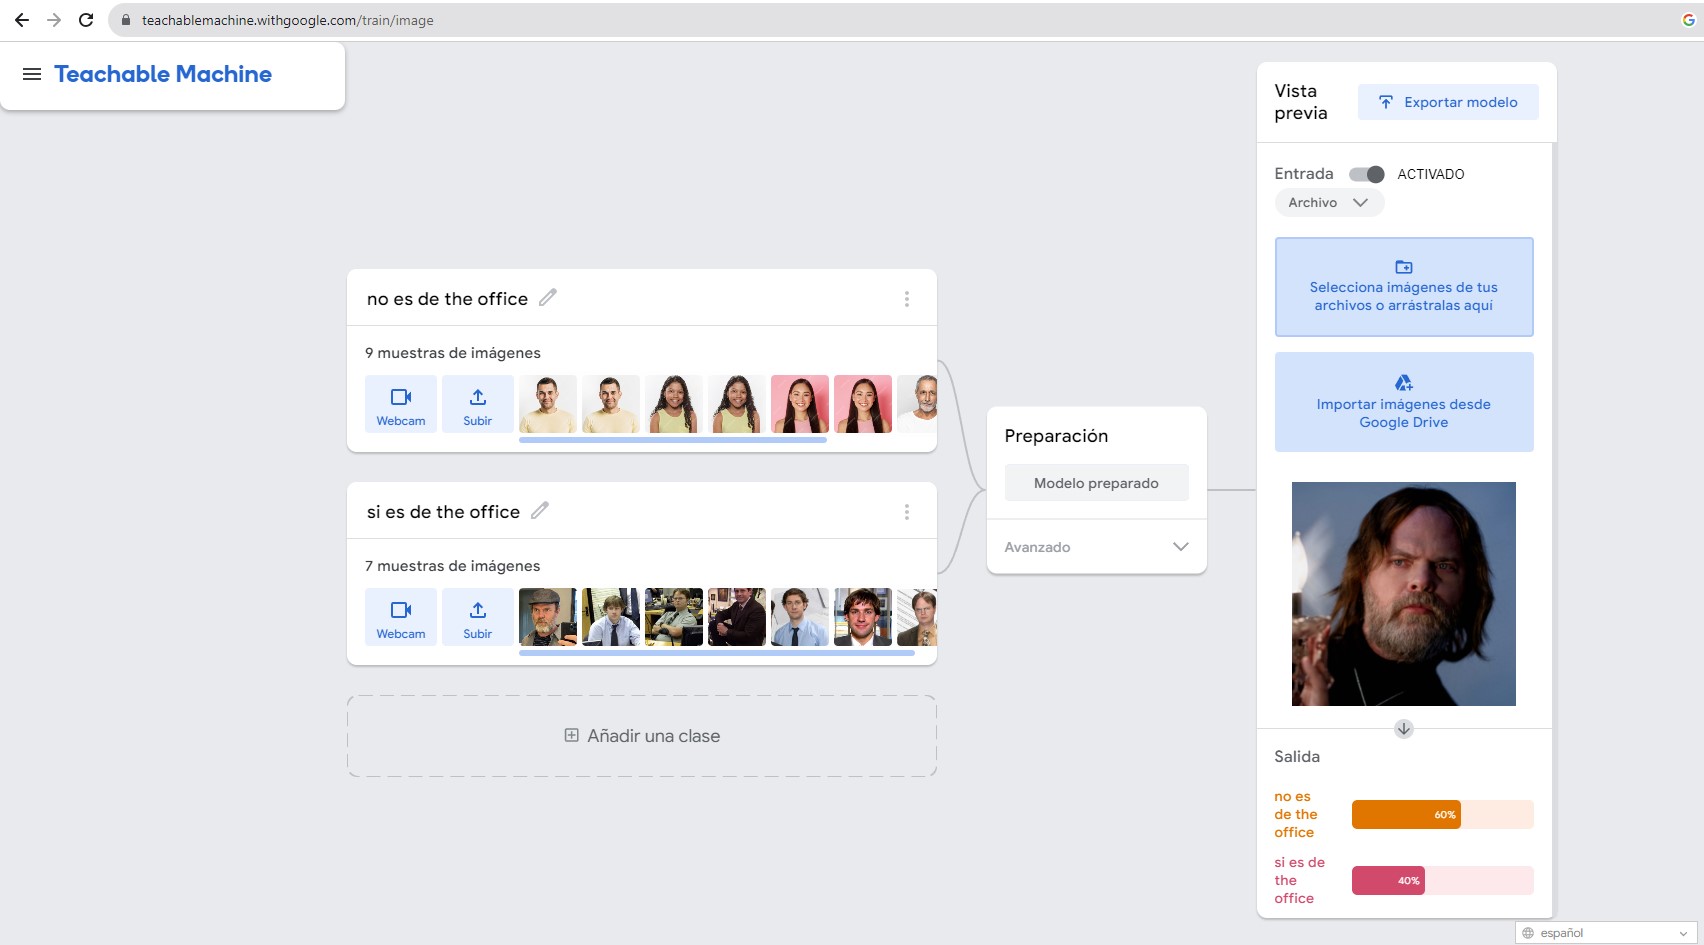 teachablemachine.withgoogle.com/train/image
Teachable Machine
no es de the office
9 muestras de imágenes
Webcam
Subir
si es de the office
7 muestras de imágenes
Webcam
Subir
Añadir una clase
Preparación
Modelo preparado
Avanzado
Vista
previa
Exportar modelo
Entrada
ACTIVADO
Archivo
Selecciona imágenes de tus
archivos o arrástralas aquí
Importar imágenes desde
Google Drive
Salida
no es
de the
office
60%
si es de
the
office
40%
español